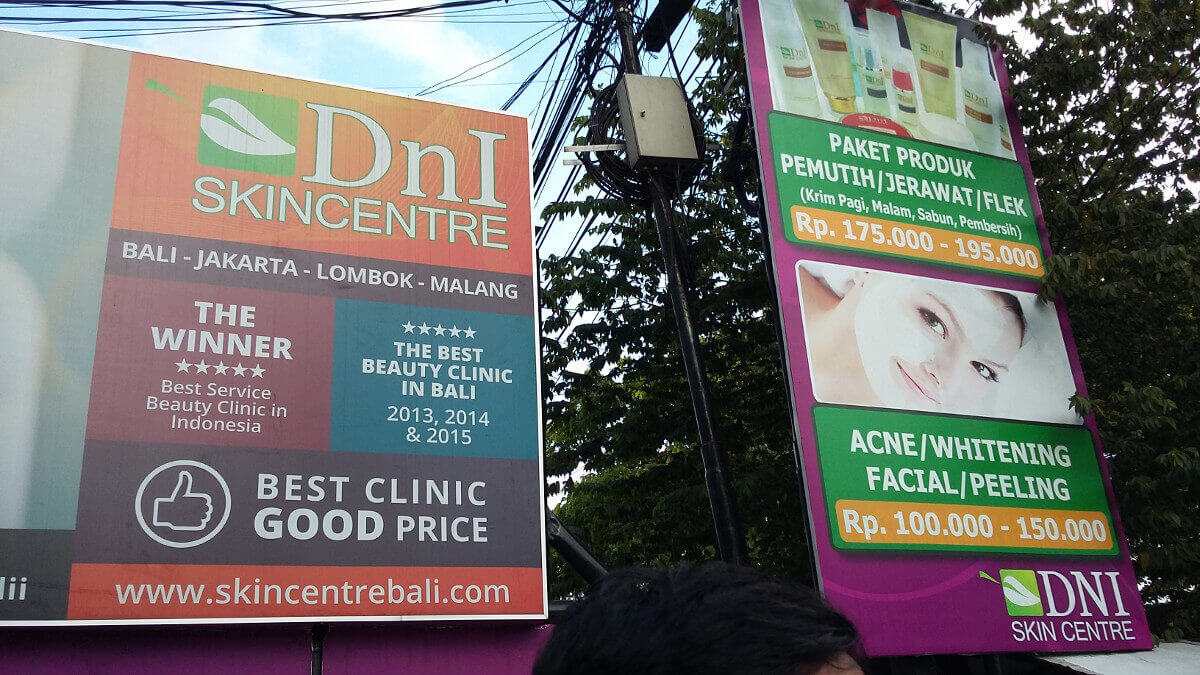 DnI
SKINCENTRE
BALI - JAKARTA - LOMBOK - MALANG
THE
WINNER
Best Service
Beauty Clinic in
Indonesia
THE BEST
BEAUTY CLINIC
IN BALI
2013, 2014
& 2015
BEST CLINIC
GOOD PRICE
www.skincentrebali.com
lii
PAKET PRODUK
PEMUTIH/JERAWAT/FLEK
(Krim Pagi, Malam, Sabun, Pembersih)
Rp. 175.000 - 195.000
ACNE/WHITENING
FACIAL/PEELING
Rp. 100.000 - 150.000
DNI
SKIN CENTRE